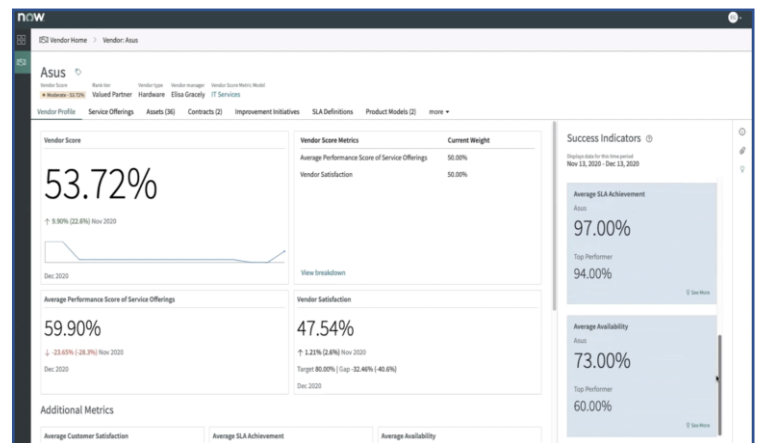 now
Vendor Home > Vendor: Asus
Asus
Vendor Score Rank tier Vendor type Vendor manager Vendor Score Metric Model
Moderate - 53.72% Valued Partner Hardware Elisa Gracely IT Services
Vendor Profile Service Offerings Assets (36) Contracts (2) Improvement Initiatives SLA Definitions Product Models (2) more
Vendor Score
53.72%
↑ 9.90% (22.6%) Nov 2020
Dec 2020
Vendor Score Metrics Current Weight
Average Performance Score of Service Offerings 50.00%
Vendor Satisfaction 50.00%
View breakdown
Average Performance Score of Service Offerings
59.90%
↓ -23.65% (-28.3%) Nov 2020
Dec 2020
Vendor Satisfaction
47.54%
↑ 1.21% (2.6%) Nov 2020
Target 80.00% | Gap -32.46% (-40.6%)
Dec 2020
Additional Metrics
Average Customer Satisfaction
Average SLA Achievement
Average Availability
Success Indicators
Displays data for this time period
Nov 13, 2020 - Dec 13, 2020
Average SLA Achievement
Asus
97.00%
Top Performer
94.00%
See More
Average Availability
Asus
73.00%
Top Performer
60.00%
See More